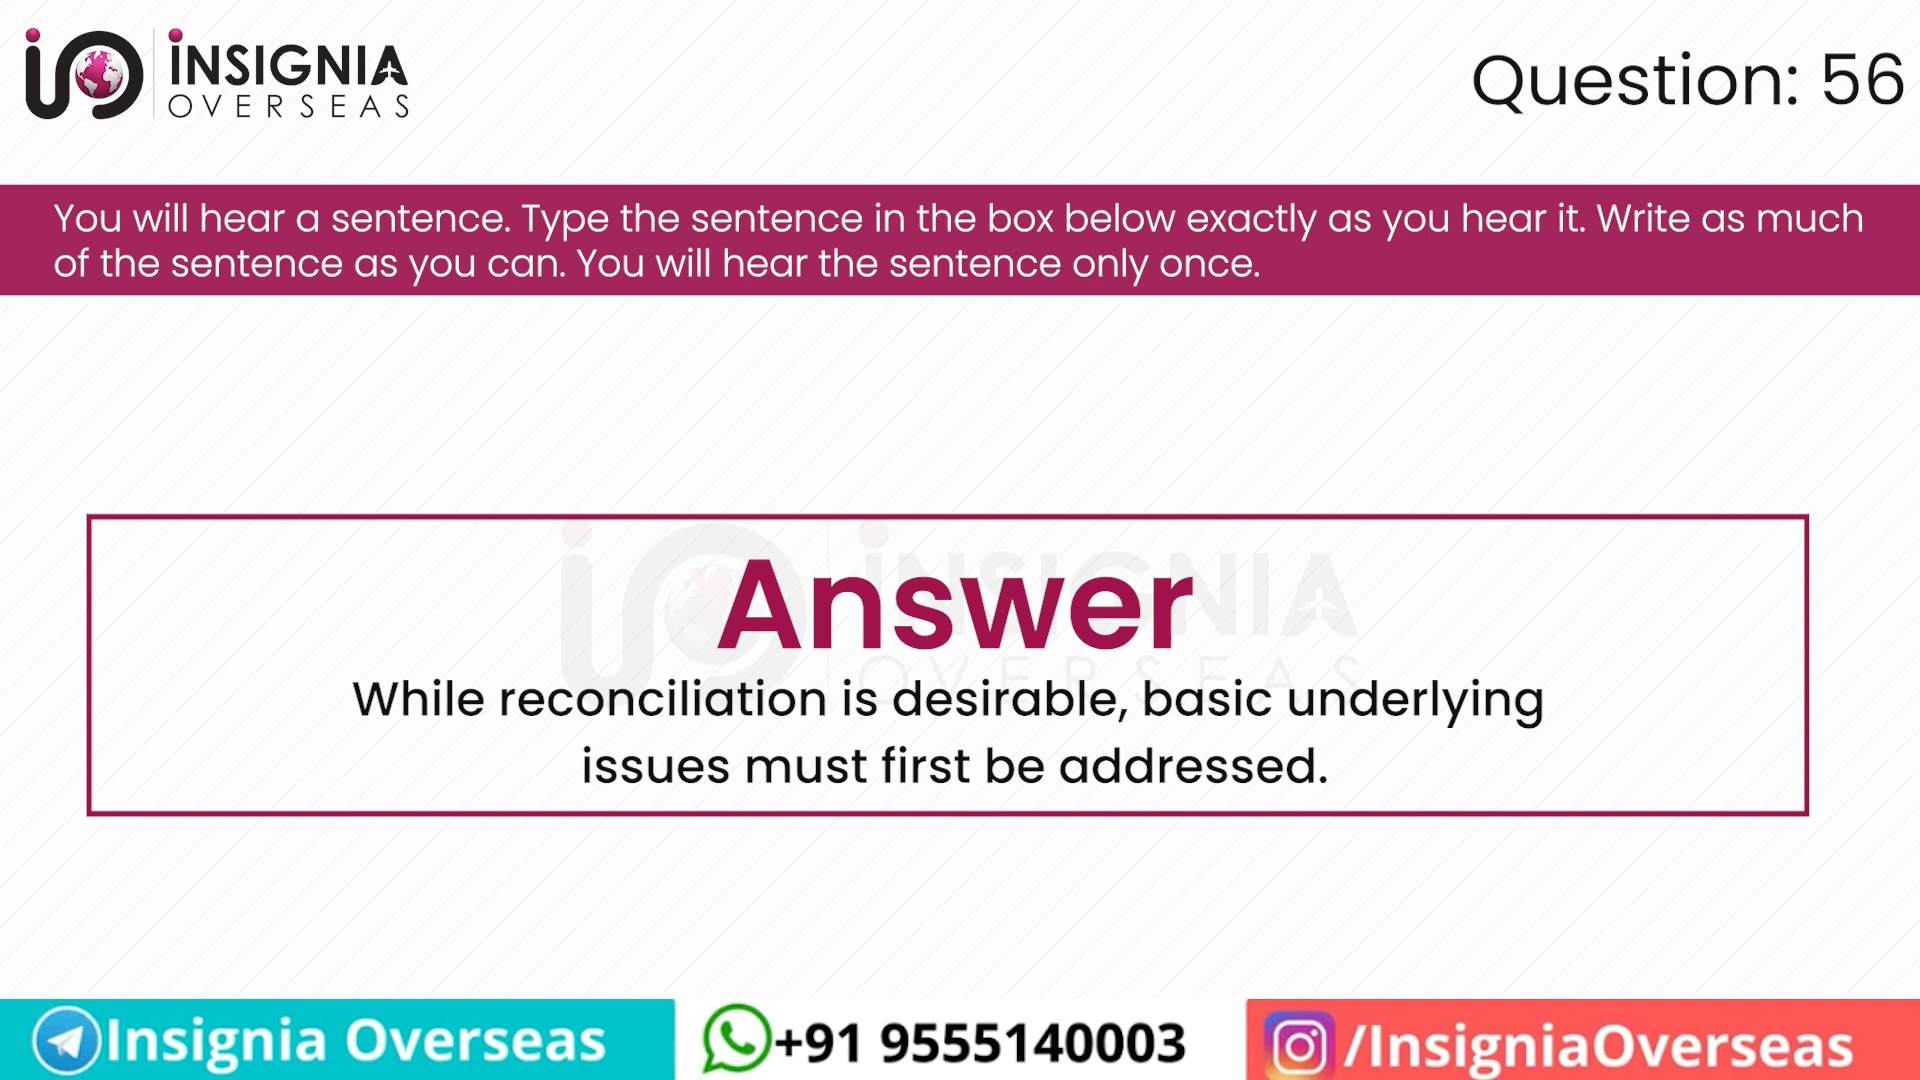 INSIGNIA
OVERSEAS
Question: 56
You will hear a sentence. Type the sentence in the box below exactly as you hear it. Write as much
of the sentence as you can. You will hear the sentence only once.
INSIGNIA
OVERSEAS
Answer
While reconciliation is desirable, basic underlying
issues must first be addressed.
Insignia Overseas
+91 9555140003
/InsigniaOverseas